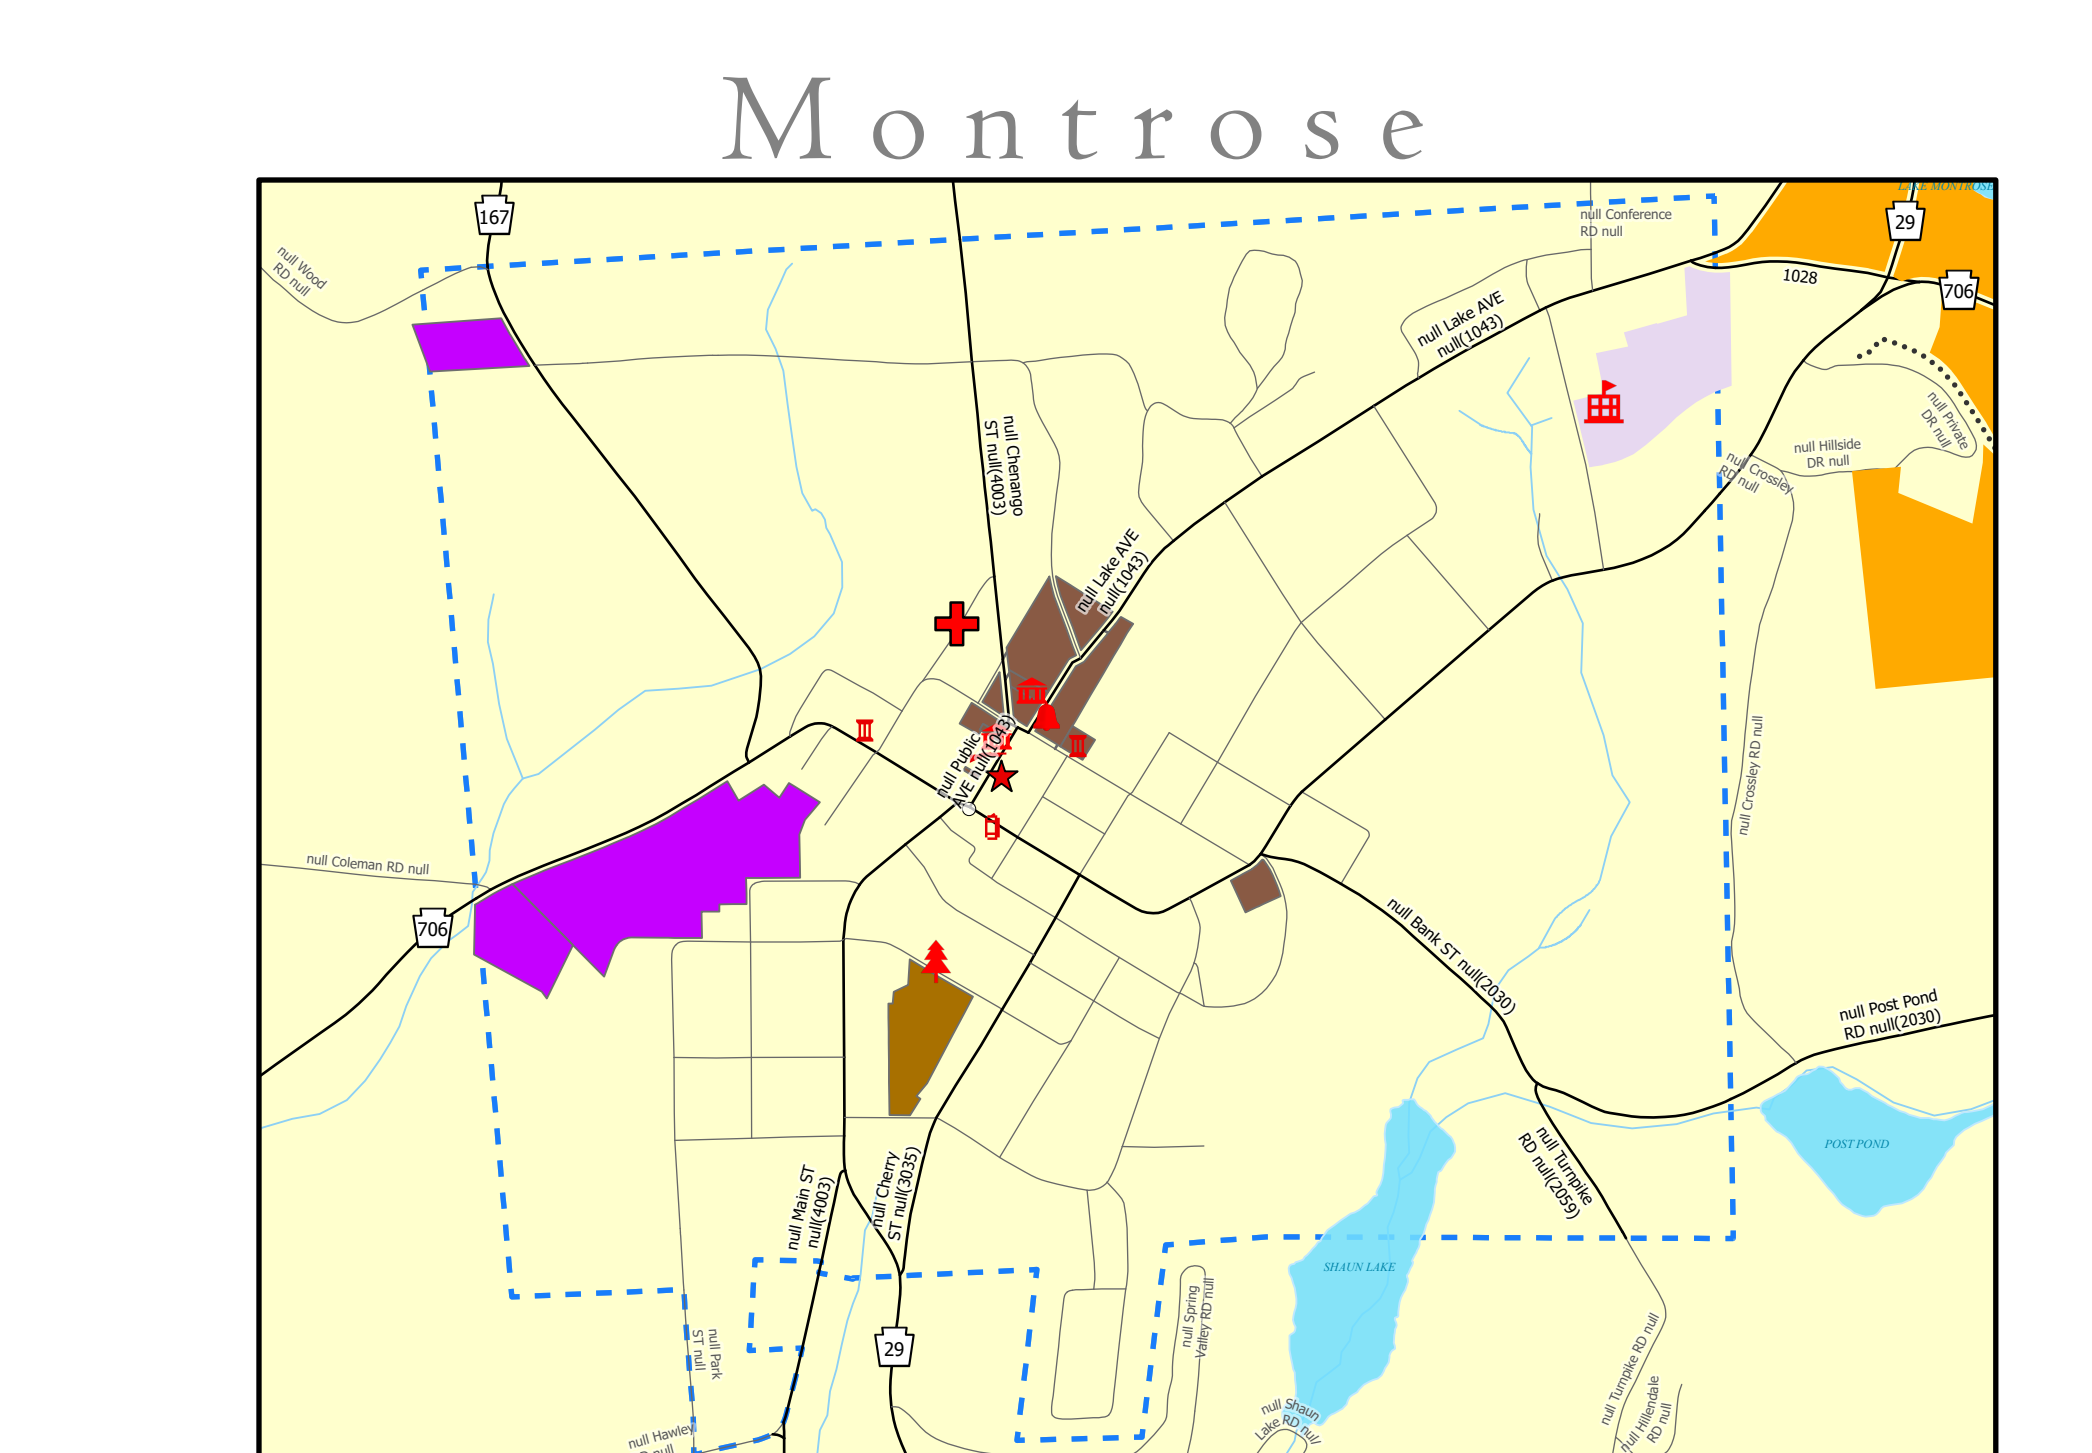 Montrose
LAKE MONTROSE
167
null Conference
RD null
29
null Wood
RD null
1028
706
null Lake AVE
null(1043)
null Private
DR null
null Chenango
ST null(4003)
null Hillside
DR null
null Crossley
RD null
null Lake AVE
null(1043)
null Public
AVE null(1043)
null Crossley RD null
null Coleman RD null
706
null Bank ST null(2030)
null Post Pond
RD null(2030)
POST POND
null Turnpike
RD null(2059)
null Main ST
null(4003)
null Cherry
ST null(3035)
SHAUN LAKE
null Spring
Valley RD null
29
null Park
ST null
null Turnpike RD null
null Hillendale
RD null
null Shaun
Lake RD null
null Hawley
null